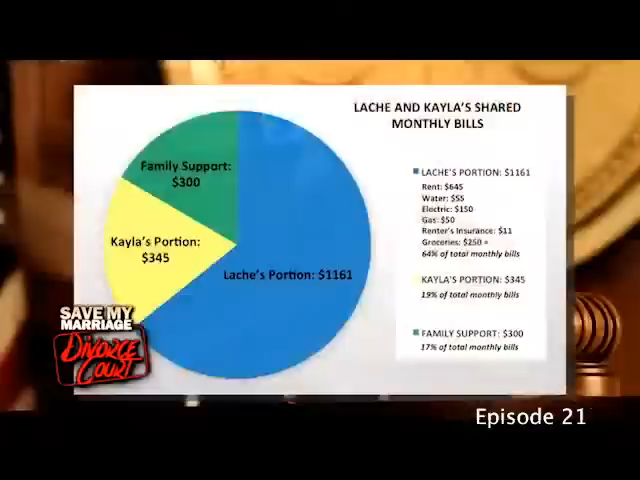 LACHE AND KAYLA'S SHARED
MONTHLY BILLS
Family Support:
$300
Kayla's Portion:
$345
Lache's Portion: $1161
LACHE'S PORTION: $1161
Rent: $645
Water: $55
Electric: $150
Gas: $50
Renter's Insurance: $11
Groceries: $250 =
64% of total monthly bills
KAYLA'S PORTION: $345
19% of total monthly bills
FAMILY SUPPORT: $300
17% of total monthly bills
SAVE MY
MARRIAGE
DIVORCE
COURT
Episode 21